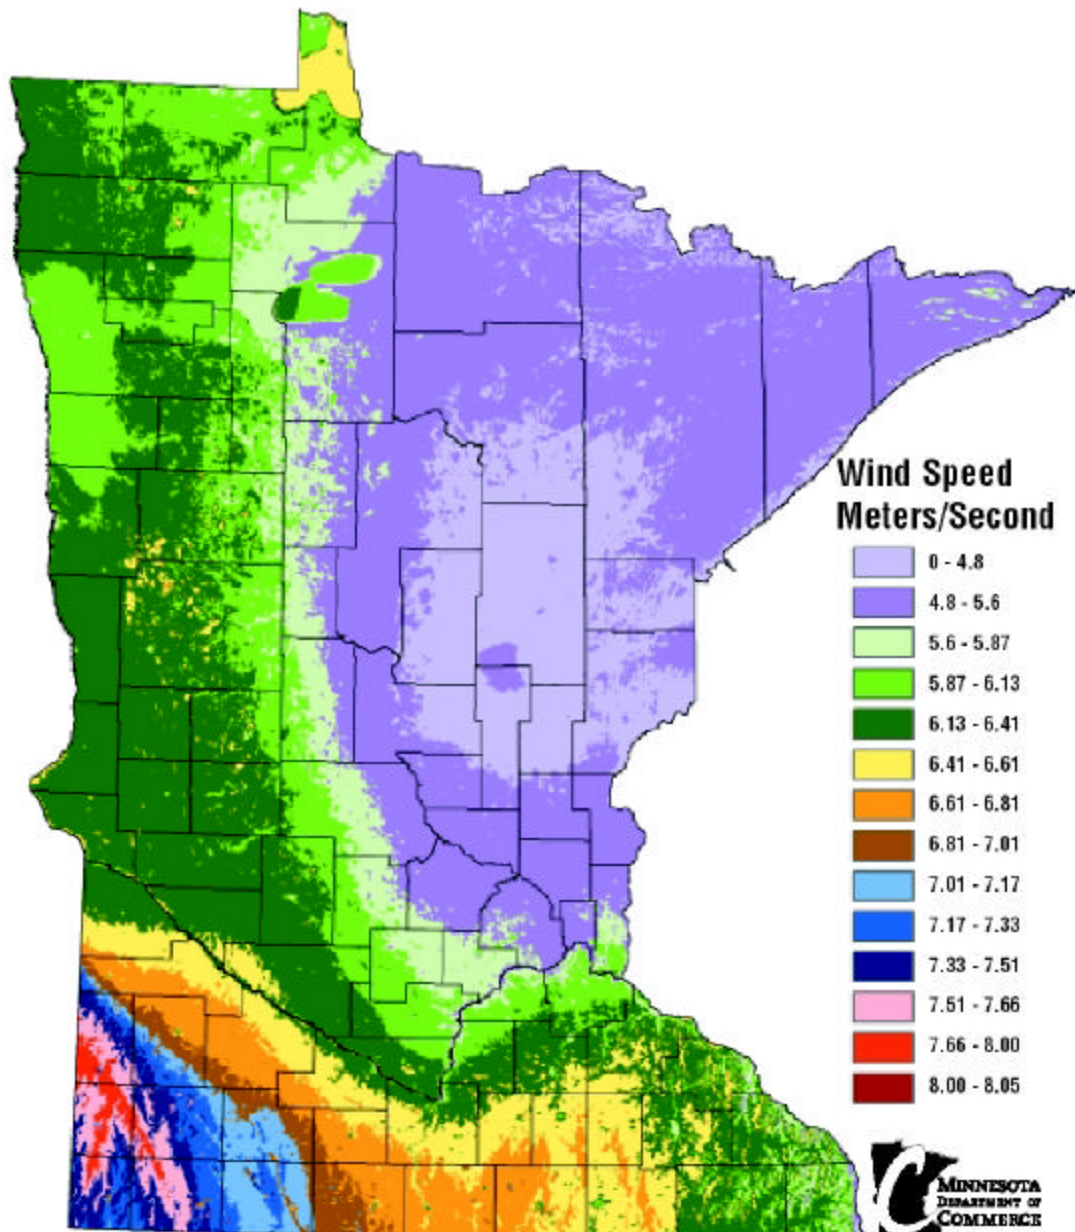 Wind Speed
Meters/Second
0 - 4.8
4.8 - 5.6
5.6 - 5.87
5.87 - 6.13
6.13 - 6.41
6.41 - 6.61
6.61 - 6.81
6.81 - 7.01
7.01 - 7.17
7.17 - 7.33
7.33 - 7.51
7.51 - 7.66
7.66 - 8.00
8.00 - 8.05
MINNESOTA
DEPARTMENT OF
COMMERCE